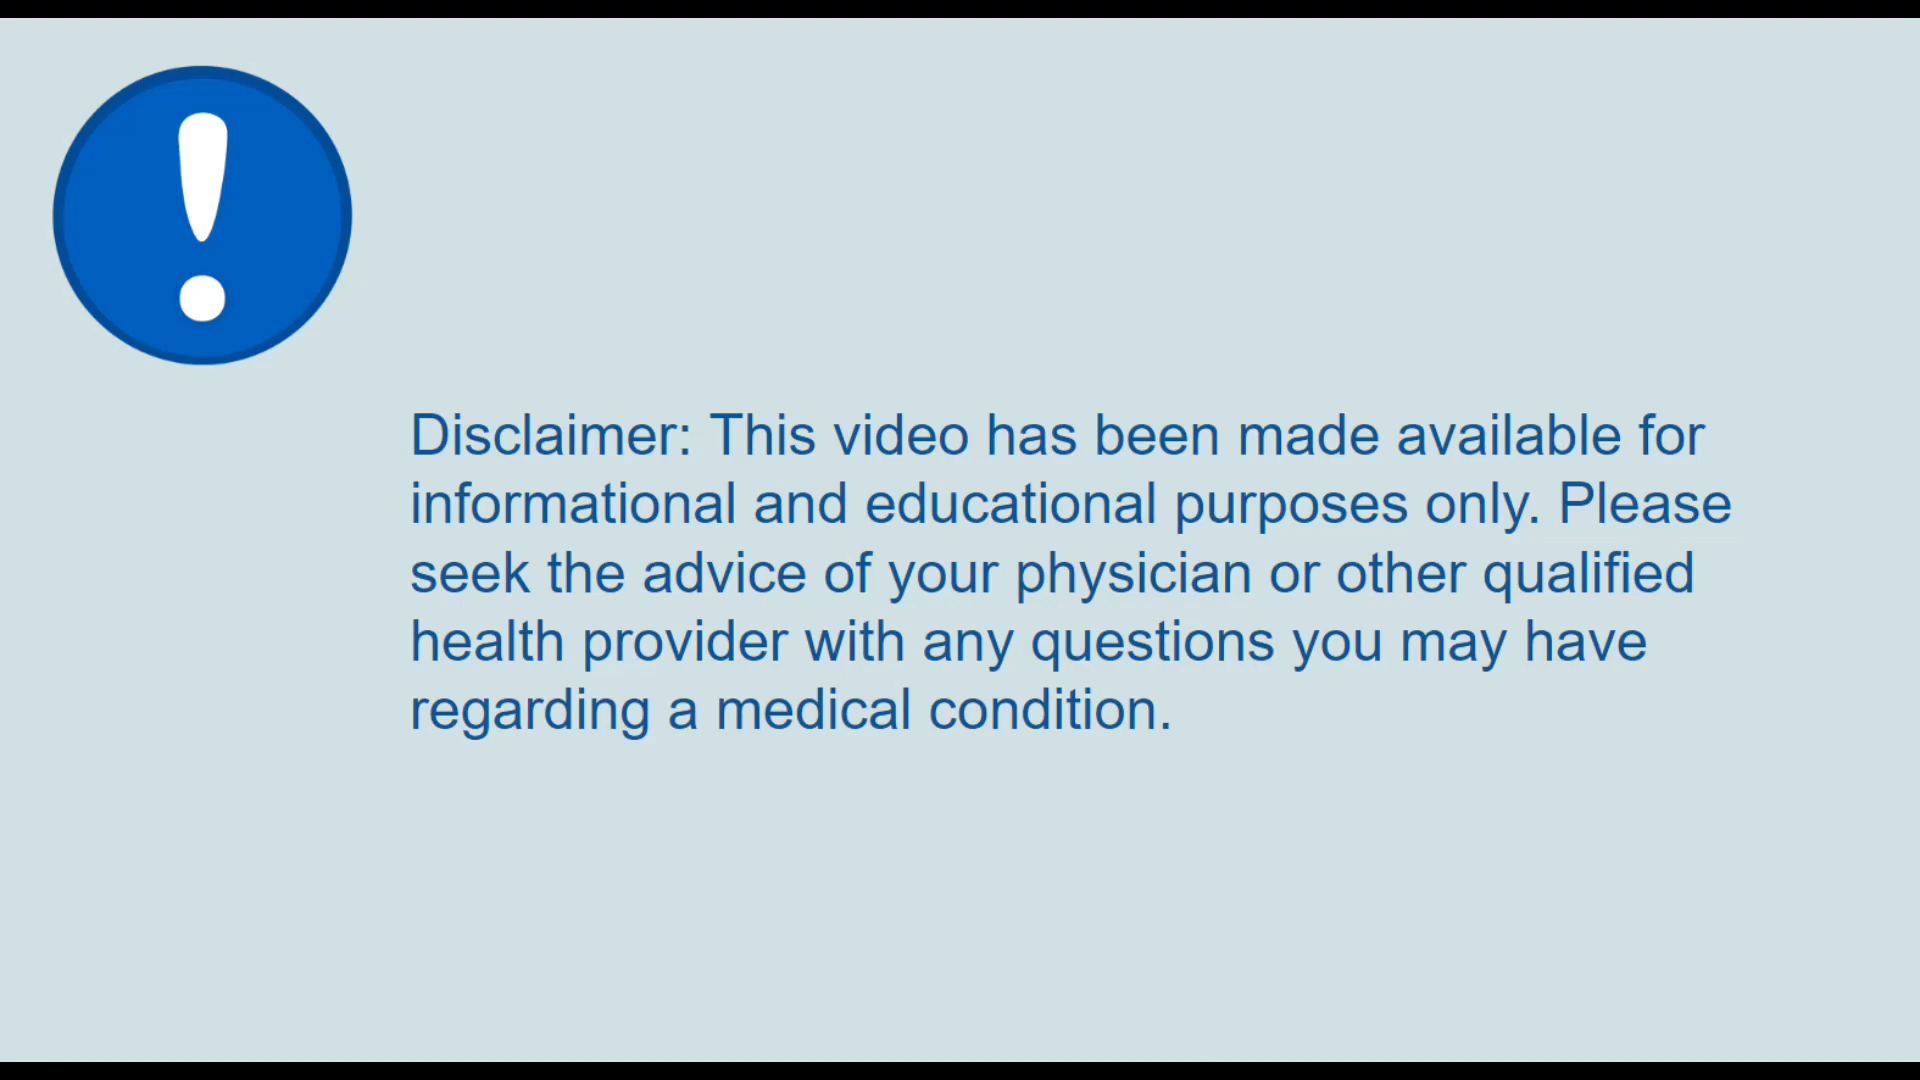 Disclaimer: This video has been made available for
informational and educational purposes only. Please
seek the advice of your physician or other qualified
health provider with any questions you may have
regarding a medical condition.